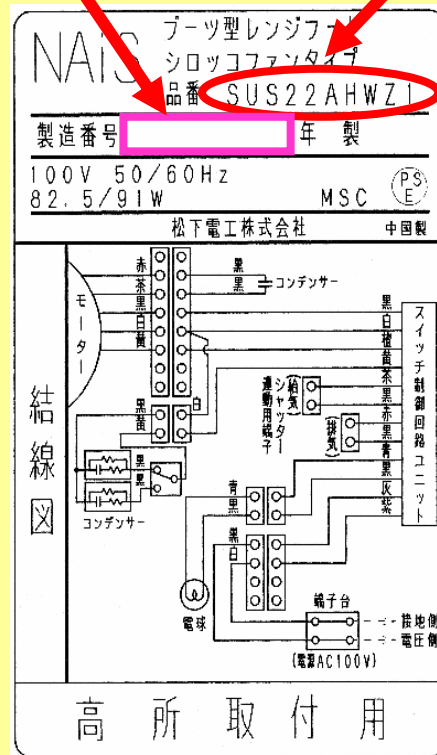 NAiS
ブーツ型レンジフード
シロッコファンタイプ
品番 SUS22AHWZ1
製造番号 年 製
100V 50/60Hz
82.5/91W MSC
PS
E
松下電工株式会社 中国製
結線図
モーター
赤
茶
黒
白
黄
黒
黒
コンデンサー
黒
白
橙
黄
茶
黒
赤
黒
青
黒
灰
紫
スイッチ制御回路ユニット
(給気)
シャッター
連動用端子
(排気)
黒
黄
白
黒
黒
コンデンサー
青
黒
黒
白
電球
端子台
接地側
電圧側
(電源AC100V)
高所取付用